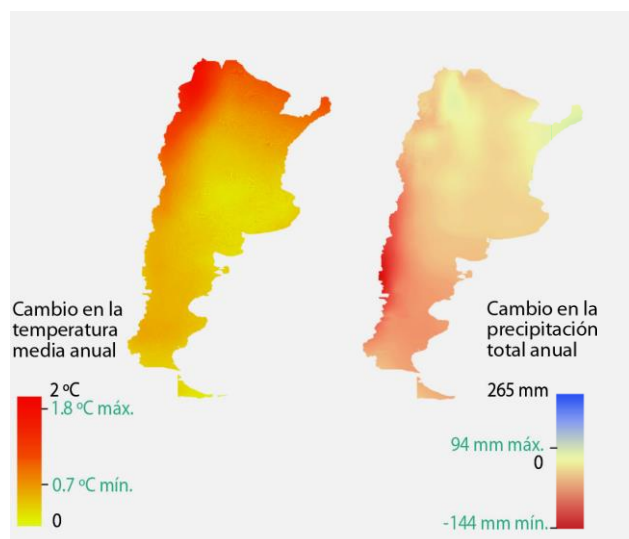 Cambio en la
temperatura
media anual
2 ºC
1.8 ºC máx.
0.7 ºC mín.
0
Cambio en la
precipitación
total anual
265 mm
94 mm máx.
0
-144 mm mín.